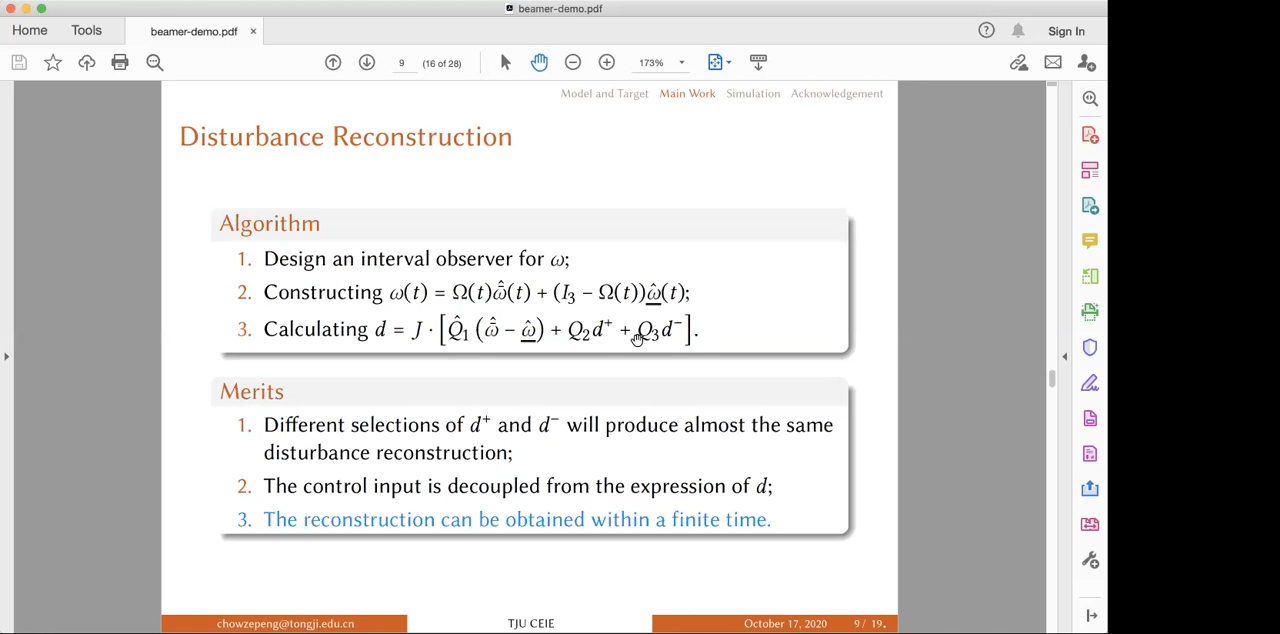 beamer-demo.pdf
Home Tools beamer-demo.pdf × Sign In
9 (16 of 28) 173%
Model and Target Main Work Simulation Acknowledgement
Disturbance Reconstruction
Algorithm
1. Design an interval observer for ω;
2. Constructing ω(t) = Ω(t)ω̄̂(t) + (I₃ − Ω(t))ω̲̂(t);
3. Calculating d = J · [Q̂₁ (ω̄̂ − ω̲̂) + Q₂d⁺ + Q₃d⁻].
Merits
1. Different selections of d⁺ and d⁻ will produce almost the same
disturbance reconstruction;
2. The control input is decoupled from the expression of d;
3. The reconstruction can be obtained within a finite time.
chowzepeng@tongji.edu.cn TJU CEIE October 17, 2020 9 / 19.